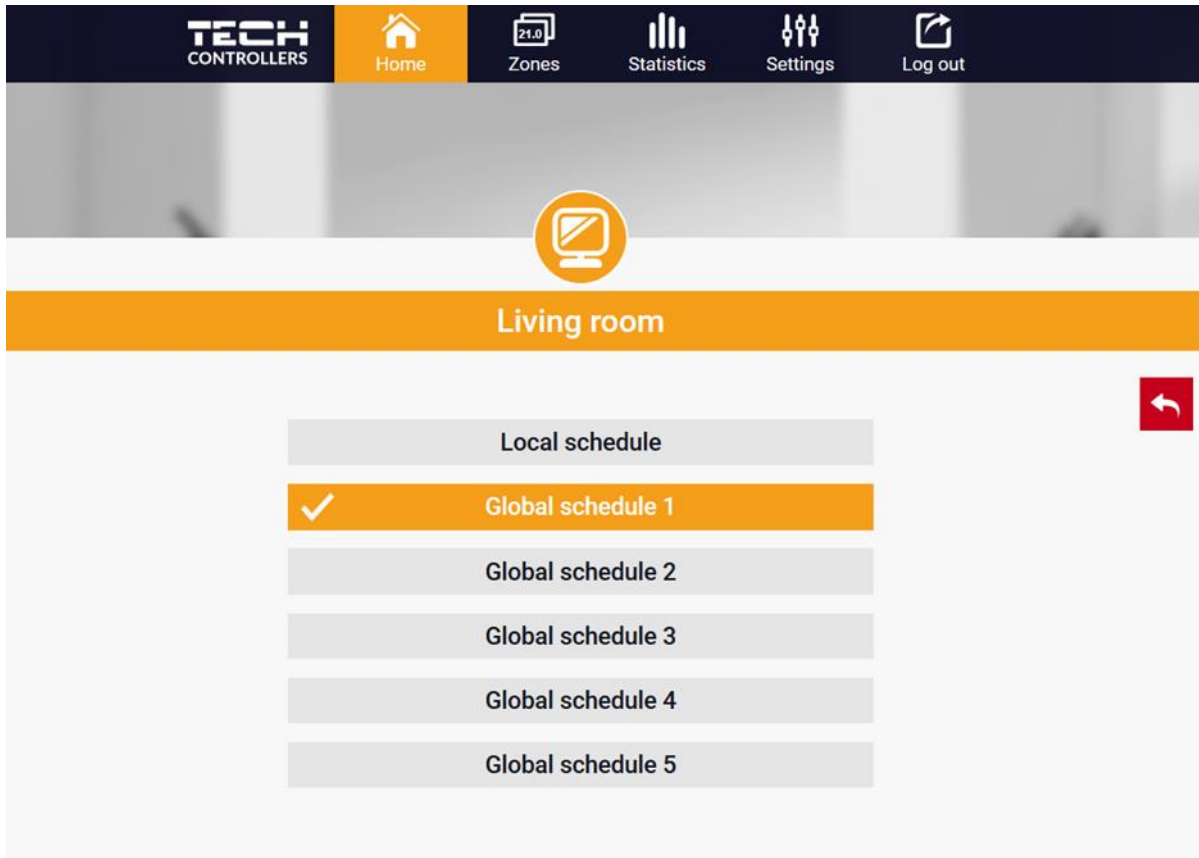 TECH
CONTROLLERS
Home
21.0
Zones
Statistics
Settings
Log out
Living room
Local schedule
Global schedule 1
Global schedule 2
Global schedule 3
Global schedule 4
Global schedule 5